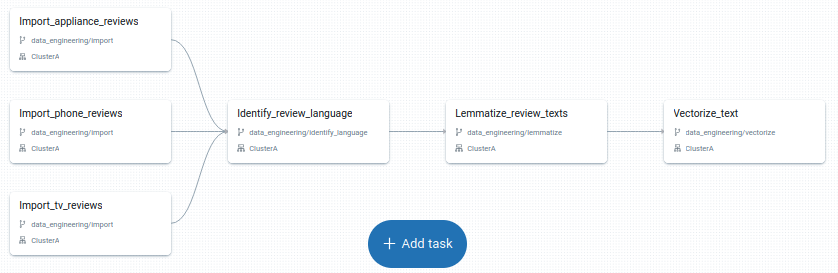 Import_appliance_reviews
data_engineering/import
ClusterA
Import_phone_reviews
data_engineering/import
ClusterA
Import_tv_reviews
data_engineering/import
ClusterA
Identify_review_language
data_engineering/identify_language
ClusterA
Lemmatize_review_texts
data_engineering/lemmatize
ClusterA
Vectorize_text
data_engineering/vectorize
ClusterA
+ Add task